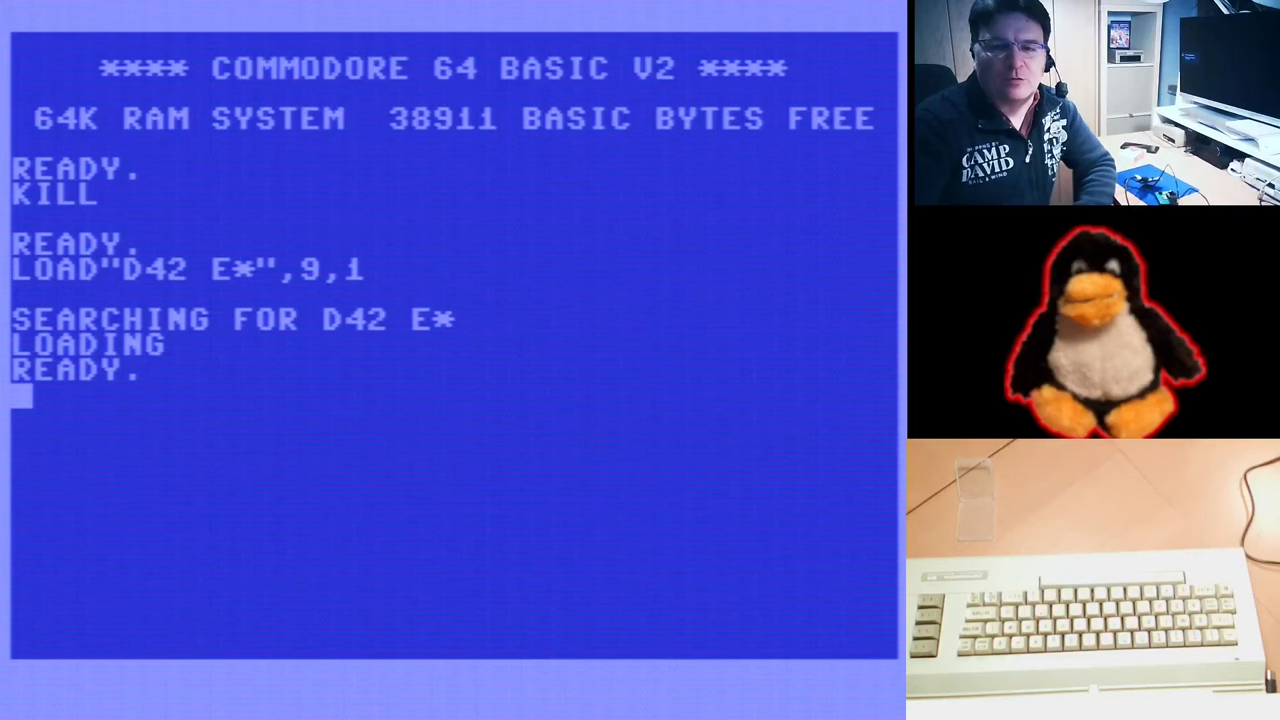 **** COMMODORE 64 BASIC V2 ****
64K RAM SYSTEM  38911 BASIC BYTES FREE
READY.
KILL
READY.
LOAD"D42 E*",9,1
SEARCHING FOR D42 E*
LOADING
READY.
CAMP
DAVID